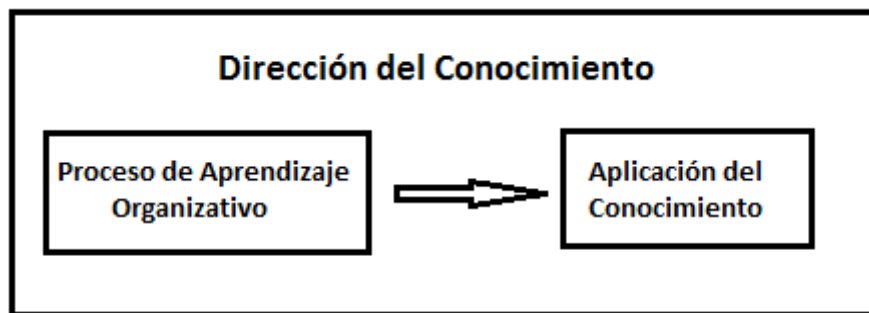 Dirección del Conocimiento
Proceso de Aprendizaje
Organizativo
Aplicación del
Conocimiento